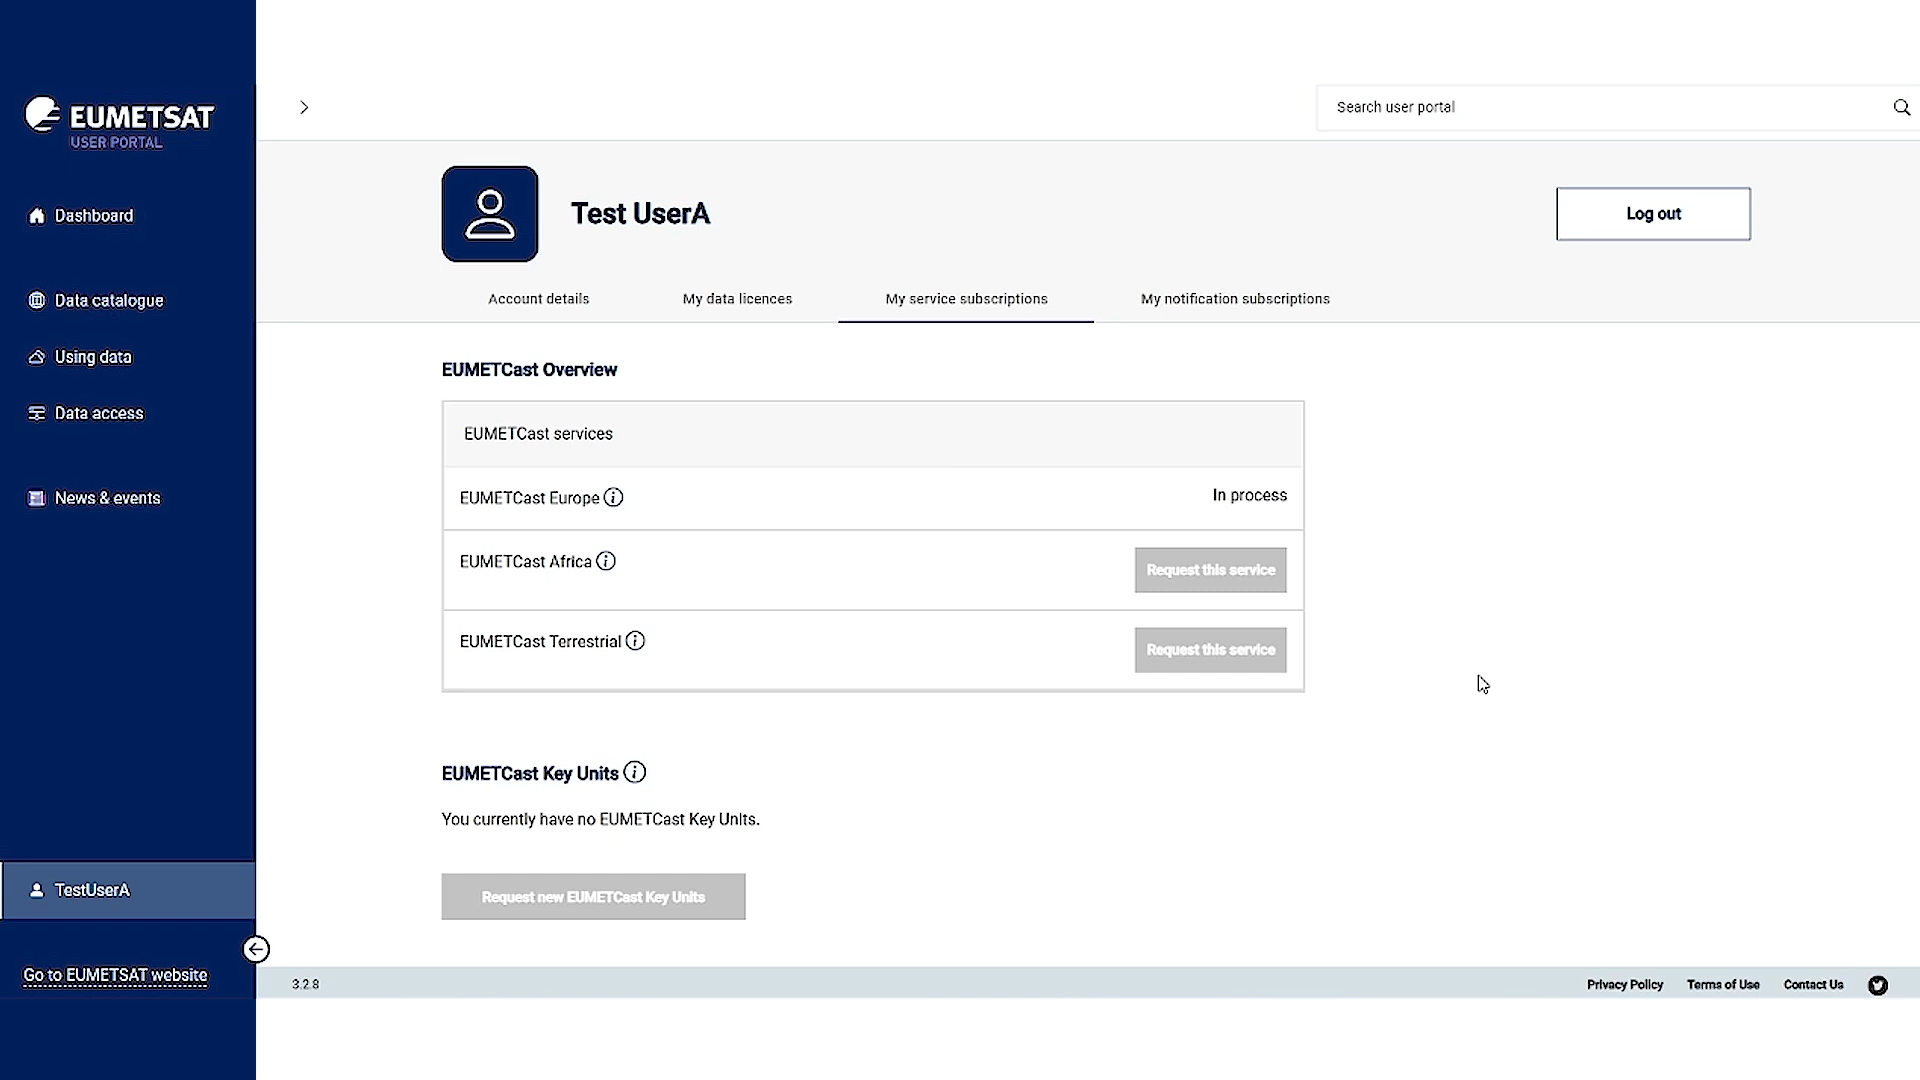 EUMETSAT
USER PORTAL
Dashboard
Data catalogue
Using data
Data access
News & events
TestUserA
Go to EUMETSAT website
Search user portal
Test UserA
Log out
Account details
My data licences
My service subscriptions
My notification subscriptions
EUMETCast Overview
EUMETCast services
EUMETCast Europe
In process
EUMETCast Africa
Request this service
EUMETCast Terrestrial
Request this service
EUMETCast Key Units
You currently have no EUMETCast Key Units.
Request new EUMETCast Key Units
3.2.8
Privacy Policy
Terms of Use
Contact Us